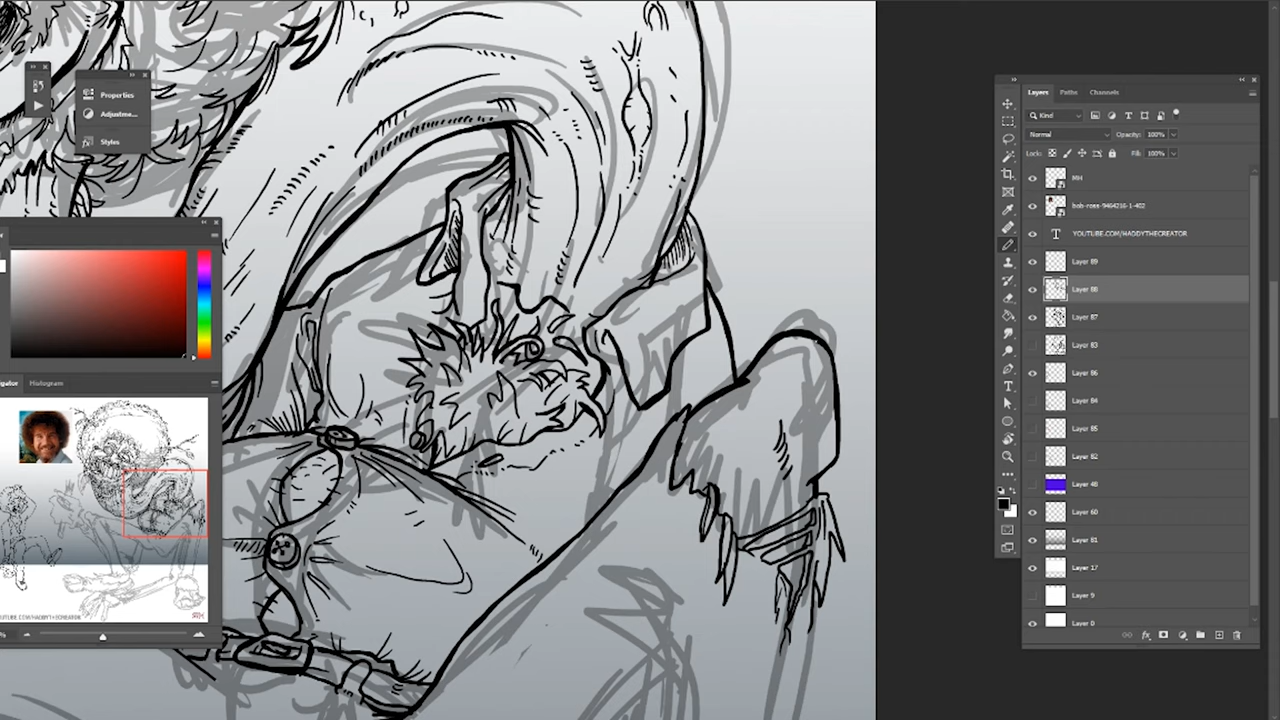 Properties
Adjustme...
Styles
Histogram
Layers
Paths
Channels
Kind
Normal
Opacity: 100%
Lock:
Fill: 100%
MH
bob-ross-9464216-1-402
T YOUTUBE.COM/HADDYTHECREATOR
Layer 89
Layer 88
Layer 87
Layer 83
Layer 86
Layer 84
Layer 85
Layer 82
Layer 48
Layer 60
Layer 81
Layer 17
Layer 9
Layer 0